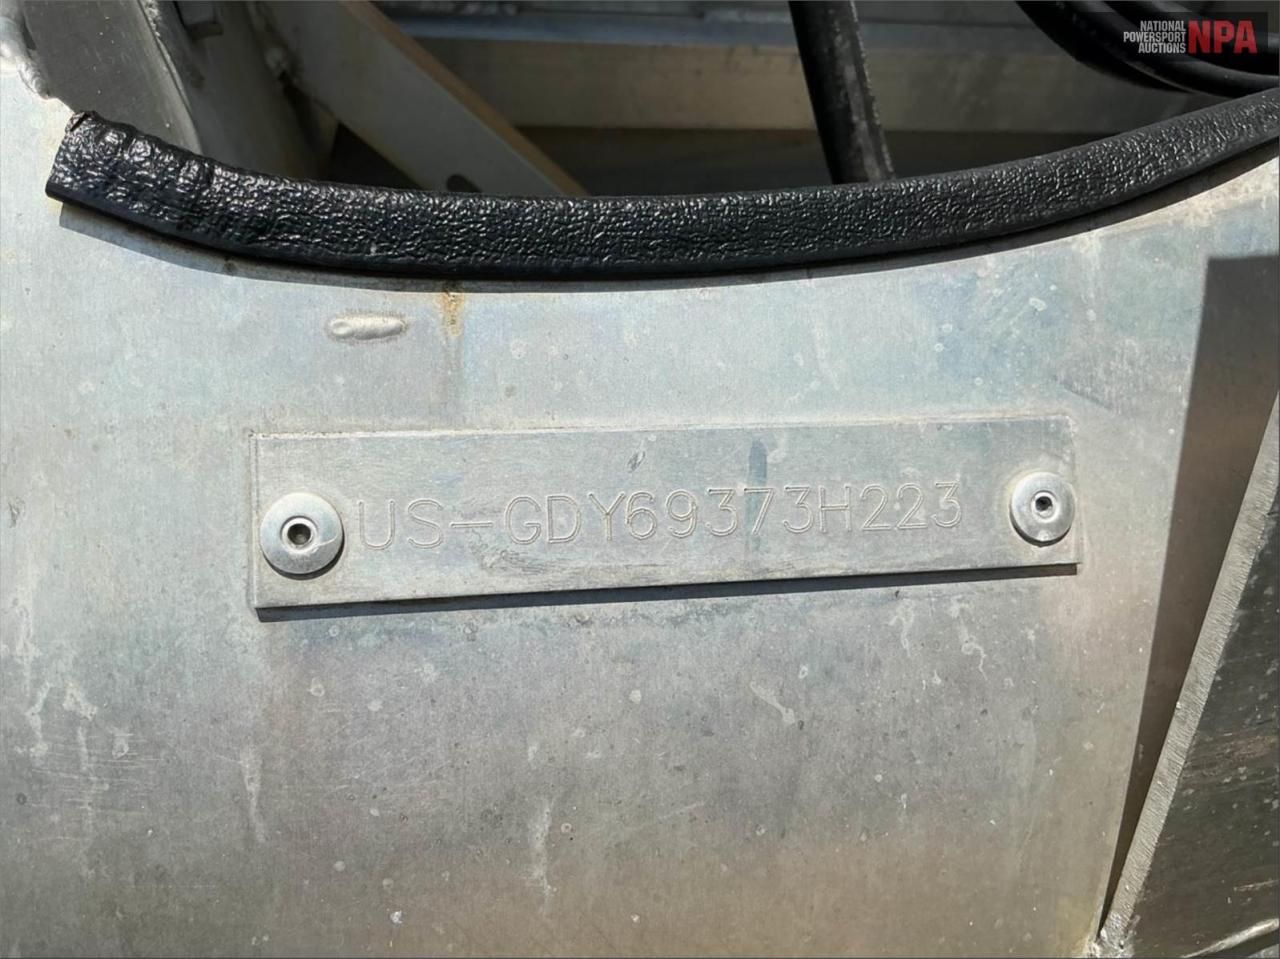 NATIONAL
POWERSPORT
AUCTIONS NPA
US-GDY69373H223